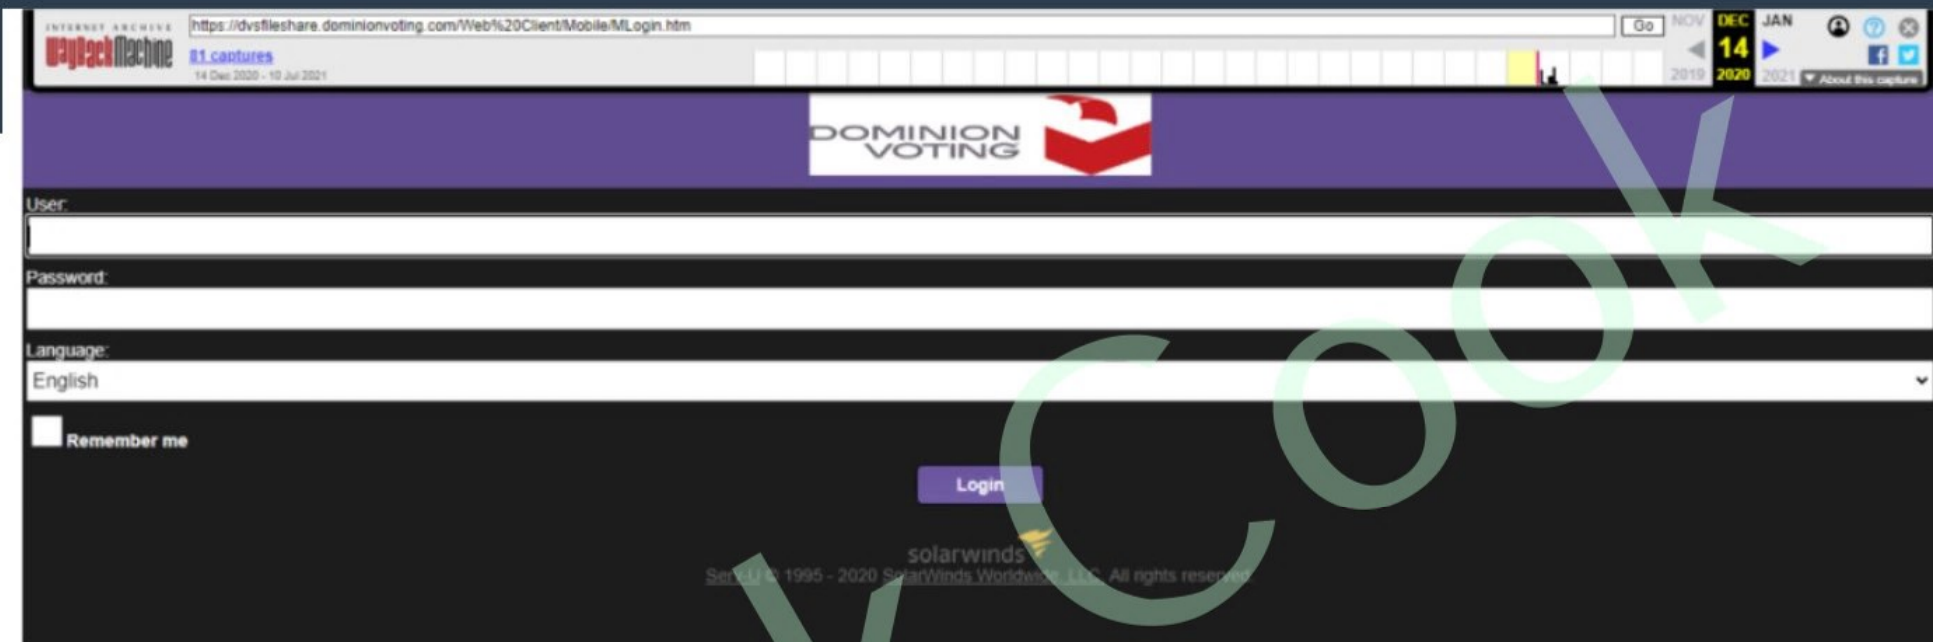 INTERNET ARCHIVE
WayBackMachine
https://dvsfileshare.dominionvoting.com/Web%20Client/Mobile/MLogin.htm
Go
NOV DEC JAN
81 captures
14
14 Dec 2020 - 10 Jul 2021
2019 2020 2021
▼ About this capture
DOMINION
VOTING
User:
Password:
Language:
English
Remember me
Login
solarwinds
Serv-U © 1995 - 2020 SolarWinds Worldwide, LLC. All rights reserved.
Cook